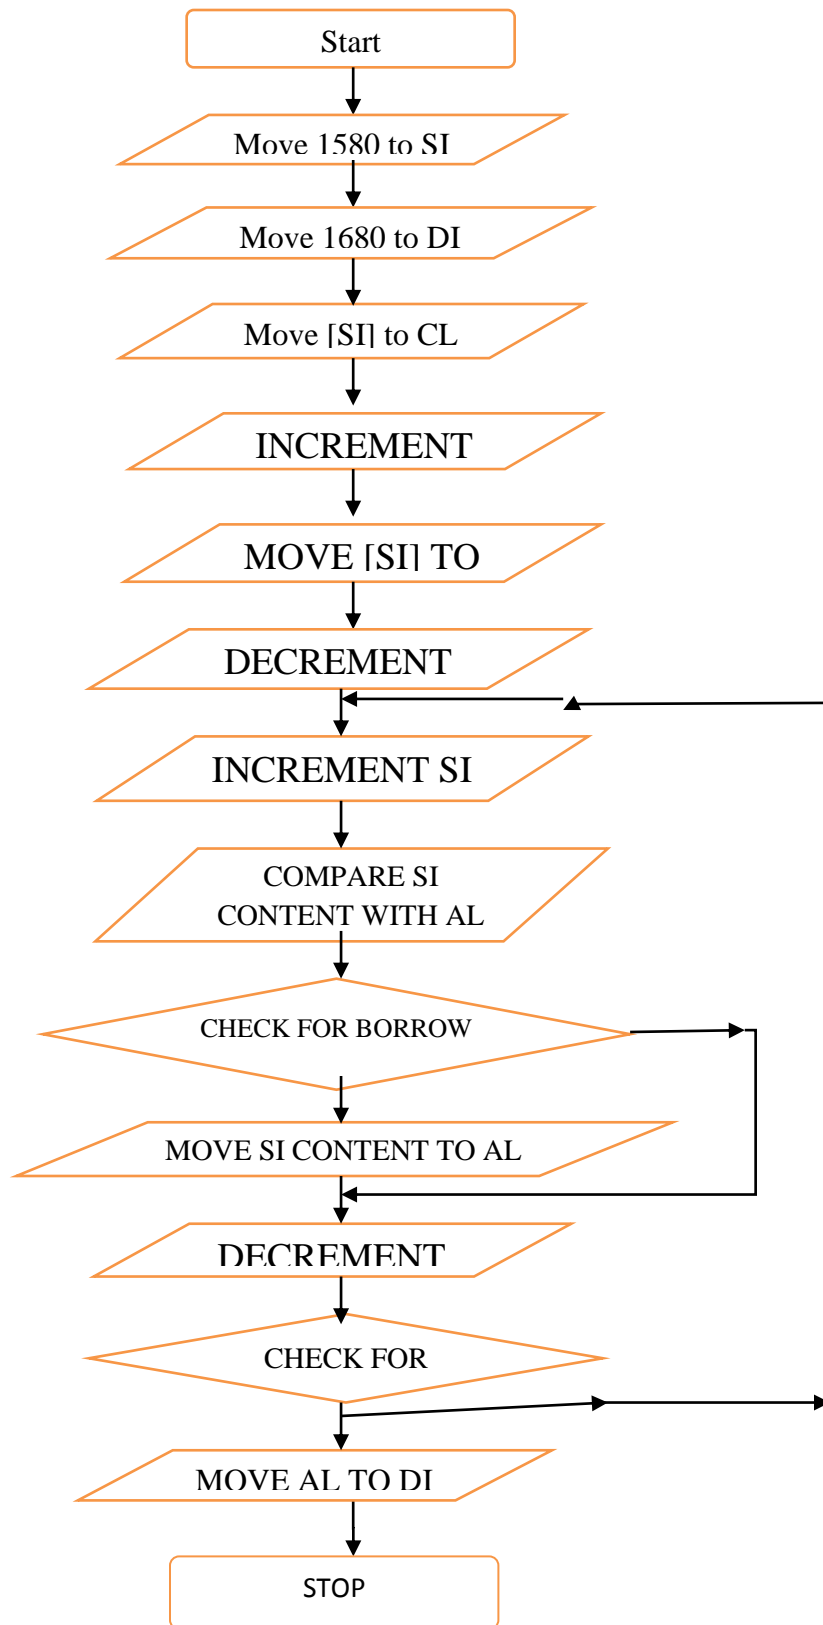 Start
Move 1580 to SI
Move 1680 to DI
Move [SI] to CL
INCREMENT
MOVE [SI] TO
DECREMENT
INCREMENT SI
COMPARE SI
CONTENT WITH AL
CHECK FOR BORROW
MOVE SI CONTENT TO AL
DECREMENT
CHECK FOR
MOVE AL TO DI
STOP